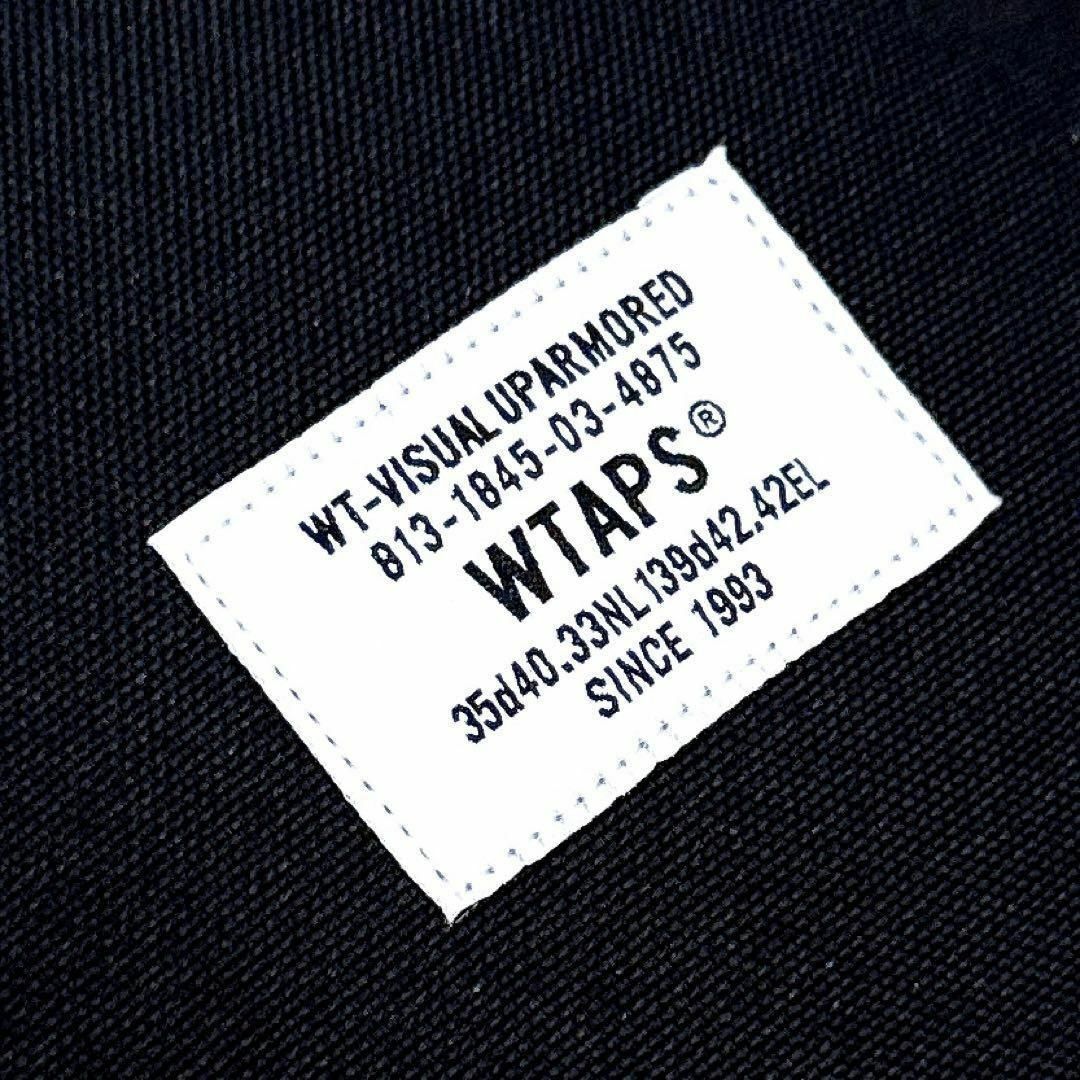 WT-VISUAL UPARMORED
813-1845-03-4875
WTAPS®
35d40.33NL139d42.42EL
SINCE 1993